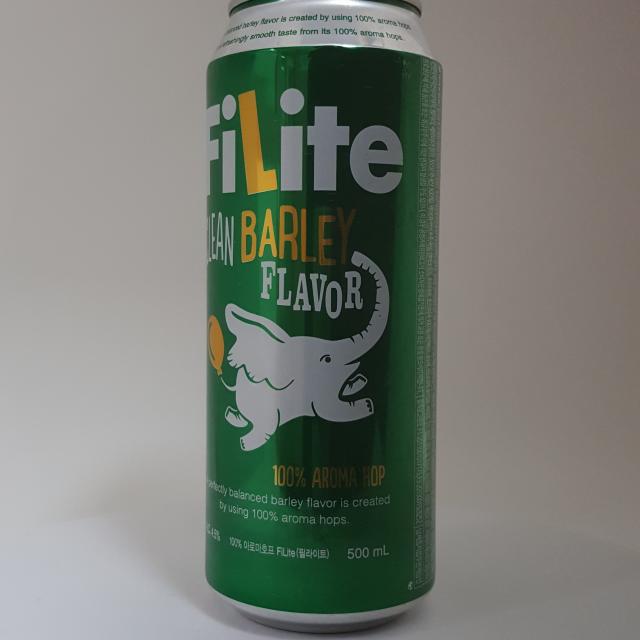 barley flavor is created by using 100% aroma hops
smooth taste from its 100% aroma hops.
FiLite
CLEAN BARLEY
FLAVOR
100% AROMA HOP
perfectly balanced barley flavor is created
by using 100% aroma hops.
4.5% 100% 아로마호프 FiLite(필라이트) 500 mL